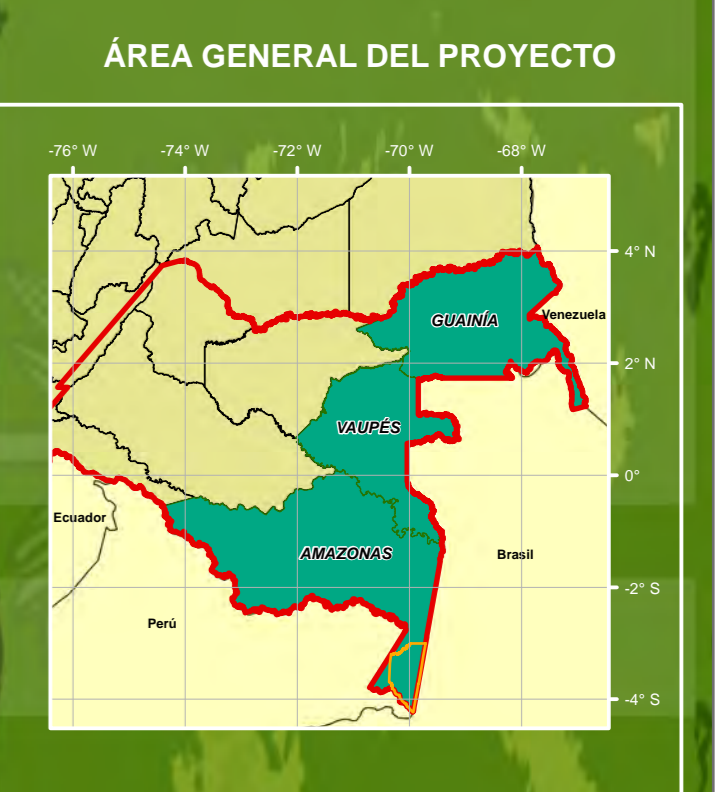 ÁREA GENERAL DEL PROYECTO
-76° W -74° W -72° W -70° W -68° W
4° N
GUAINÍA
Venezuela
2° N
VAUPÉS
0°
Ecuador
AMAZONAS
Brasil
-2° S
Perú
-4° S